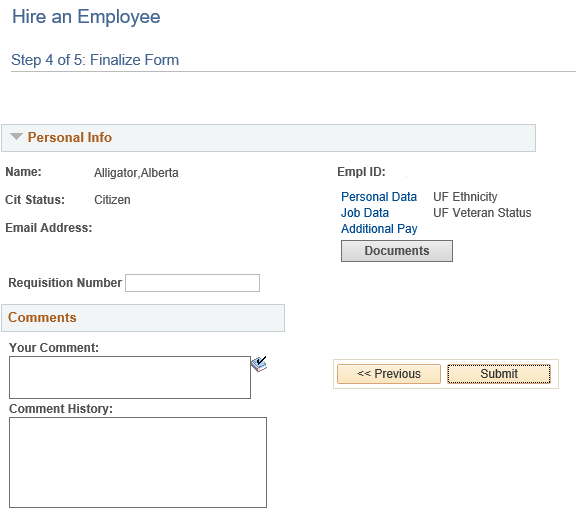 Hire an Employee
Step 4 of 5: Finalize Form
Personal Info
Name: Alligator,Alberta Empl ID:
Cit Status: Citizen Personal Data UF Ethnicity
Job Data UF Veteran Status
Email Address: Additional Pay
Documents
Requisition Number
Comments
Your Comment:
<< Previous Submit
Comment History: